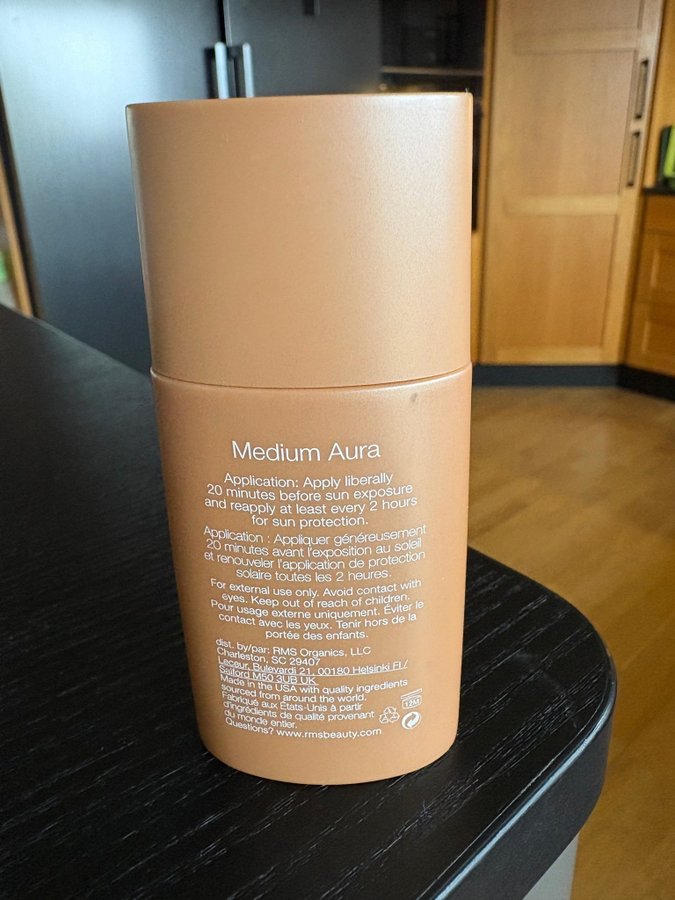 Medium Aura
Application: Apply liberally
20 minutes before sun exposure
and reapply at least every 2 hours
for sun protection.
Application : Appliquer généreusement
20 minutes avant l'exposition au soleil
et renouveler l'application de protection
solaire toutes les 2 heures.
For external use only. Avoid contact with
eyes. Keep out of reach of children.
Pour usage externe uniquement. Éviter le
contact avec les yeux. Tenir hors de la
portée des enfants.
dist. by/par: RMS Organics, LLC
Charleston, SC 29407
Leceur, Bulevardi 21, 00180 Helsinki FI /
Salford M50 3UB UK
Made in the USA with quality ingredients
sourced from around the world.
Fabriqué aux États-Unis à partir
d'ingrédients de qualité provenant
du monde entier.
12M
Questions? www.rmsbeauty.com